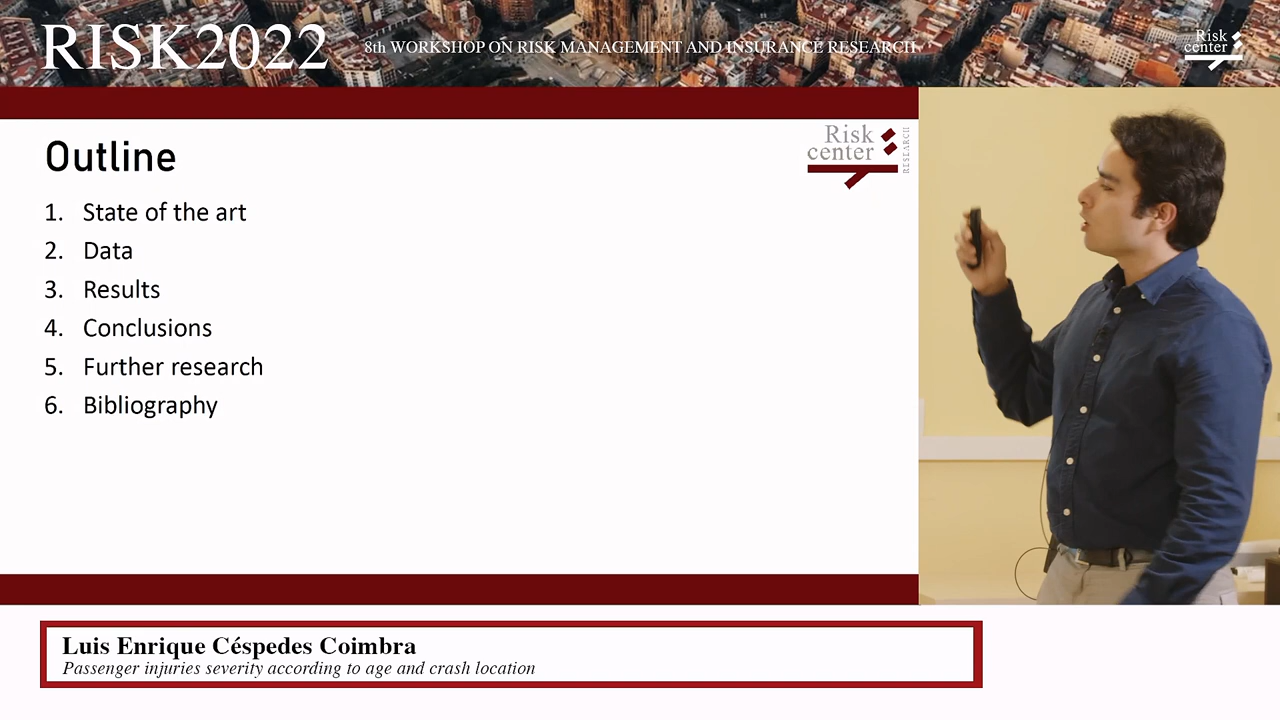 RISK2022
8th WORKSHOP ON RISK MANAGEMENT AND INSURANCE RESEARCH
Risk
center
Outline
Risk
center
RESEARCH
1. State of the art
2. Data
3. Results
4. Conclusions
5. Further research
6. Bibliography
Luis Enrique Céspedes Coimbra
Passenger injuries severity according to age and crash location